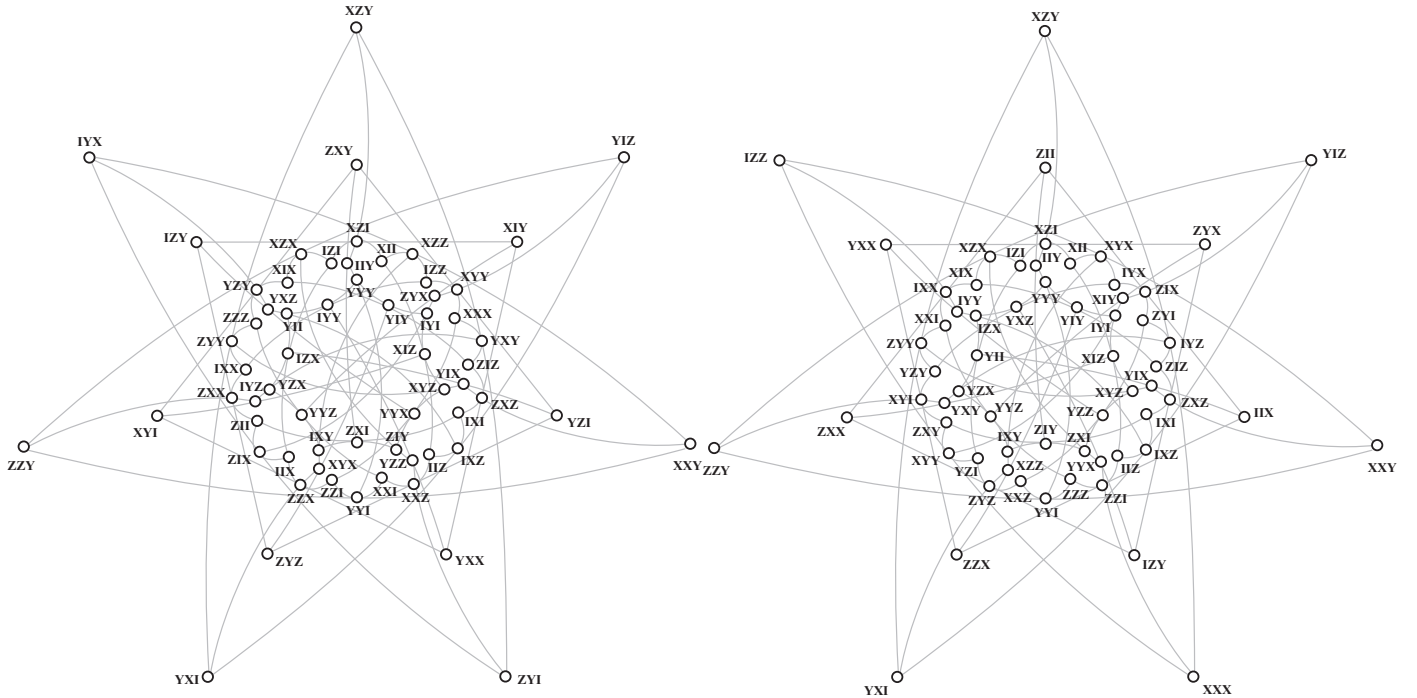 XZY
IYX
YIZ
ZXY
IZY
XIY
XZI
XZX
XZZ
IZI
XII
IIY
XIX
IZZ
XYY
YZY
YYY
ZYX
YXZ
XXX
ZZZ
YII
IYY
YIY
IYI
ZYY
YXY
XIZ
IZX
ZIZ
IXX
YIX
ZXX
IYZ
YZX
XYZ
ZXZ
XYI
YYZ
YYX
IXI
YZI
ZII
IXY
ZXI
ZIY
ZZY
XXY
ZIX
IIX
XYX
YZZ
IIZ
IXZ
ZZX
ZZI
XXI
XXZ
YYI
ZYZ
YXX
YXI
ZYI
XZY
IZZ
YIZ
ZII
YXX
ZYX
XZI
XZX
XYX
IZI
XII
IIY
XIX
IYX
IXX
YYY
XIY
ZIX
IYY
XXI
IZX
YXZ
YIY
IYI
ZYI
ZYY
IYZ
YII
XIZ
YZY
YIX
ZIZ
XYI
YZX
XYZ
ZXZ
YXY
ZXX
YYZ
YZZ
IXI
IIX
ZXY
IXY
ZIY
ZXI
ZZY
XXY
XYY
YZI
XZZ
YYX
IIZ
IXZ
ZYZ
XXZ
ZZZ
ZZI
YYI
ZZX
IZY
YXI
XXX